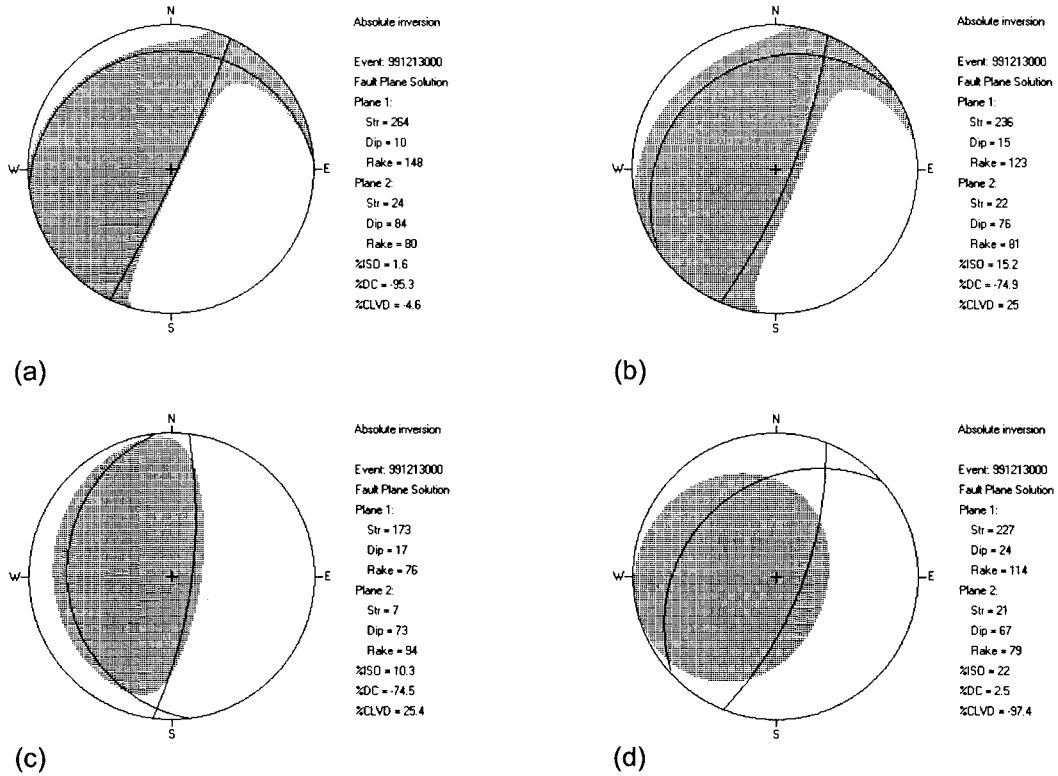 N
W
E
S
Absolute inversion
Event: 991213000
Fault Plane Solution
Plane 1:
Str = 264
Dip = 10
Rake = 148
Plane 2:
Str = 24
Dip = 84
Rake = 80
%ISO = 1.6
%DC = -95.3
%CLVD = -4.6
(a)
N
W
E
S
Absolute inversion
Event: 991213000
Fault Plane Solution
Plane 1:
Str = 236
Dip = 15
Rake = 123
Plane 2:
Str = 22
Dip = 76
Rake = 81
%ISO = 15.2
%DC = -74.9
%CLVD = 25
(b)
N
W
E
S
Absolute inversion
Event: 991213000
Fault Plane Solution
Plane 1:
Str = 173
Dip = 17
Rake = 76
Plane 2:
Str = 7
Dip = 73
Rake = 94
%ISO = 10.3
%DC = -74.5
%CLVD = 25.4
(c)
N
W
E
S
Absolute inversion
Event: 991213000
Fault Plane Solution
Plane 1:
Str = 227
Dip = 24
Rake = 114
Plane 2:
Str = 21
Dip = 67
Rake = 79
%ISO = 22
%DC = 2.5
%CLVD = -97.4
(d)